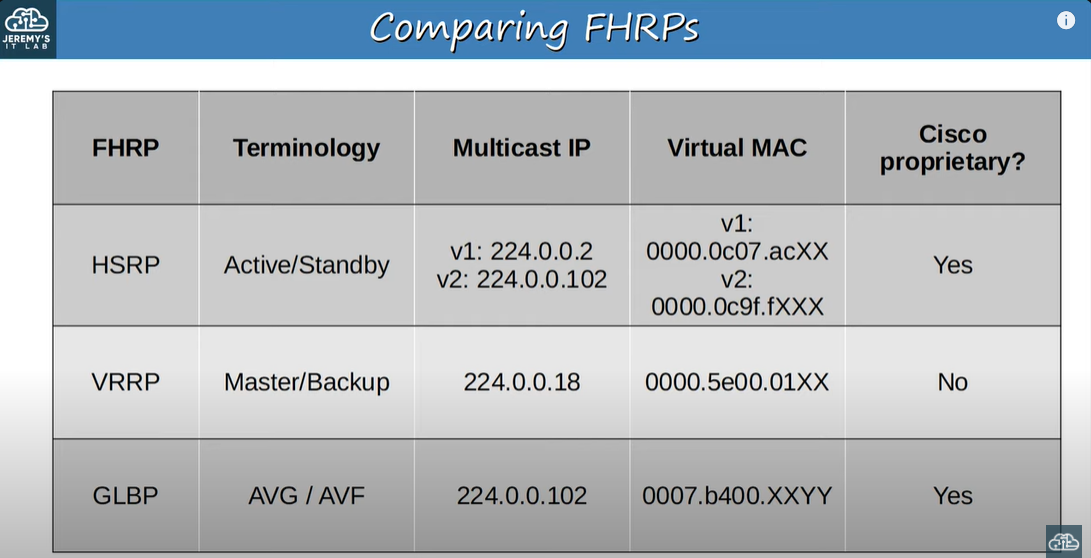 JEREMY'S
IT LAB
Comparing FHRPs
i
FHRP
Terminology
Multicast IP
Virtual MAC
Cisco
proprietary?
HSRP
Active/Standby
v1: 224.0.0.2
v2: 224.0.0.102
v1:
0000.0c07.acXX
v2:
0000.0c9f.fXXX
Yes
VRRP
Master/Backup
224.0.0.18
0000.5e00.01XX
No
GLBP
AVG / AVF
224.0.0.102
0007.b400.XXYY
Yes